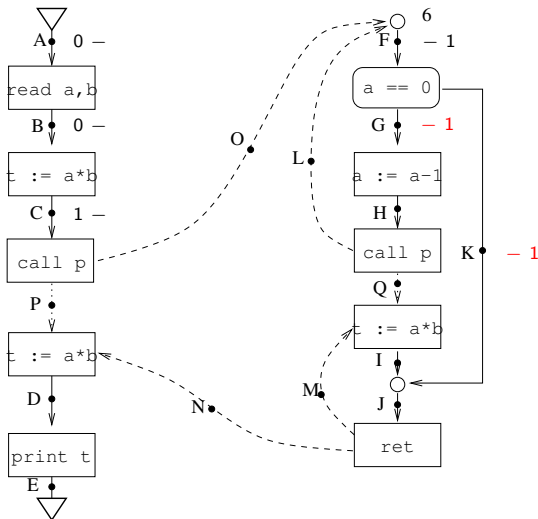 A 0 –
read a,b
B 0 –
t := a*b
C 1 –
call p
P
t := a*b
D
print t
E
O
N
6
F – 1
a == 0
G – 1
a := a-1
L
H
call p
K – 1
Q
t := a*b
I
M
J
ret